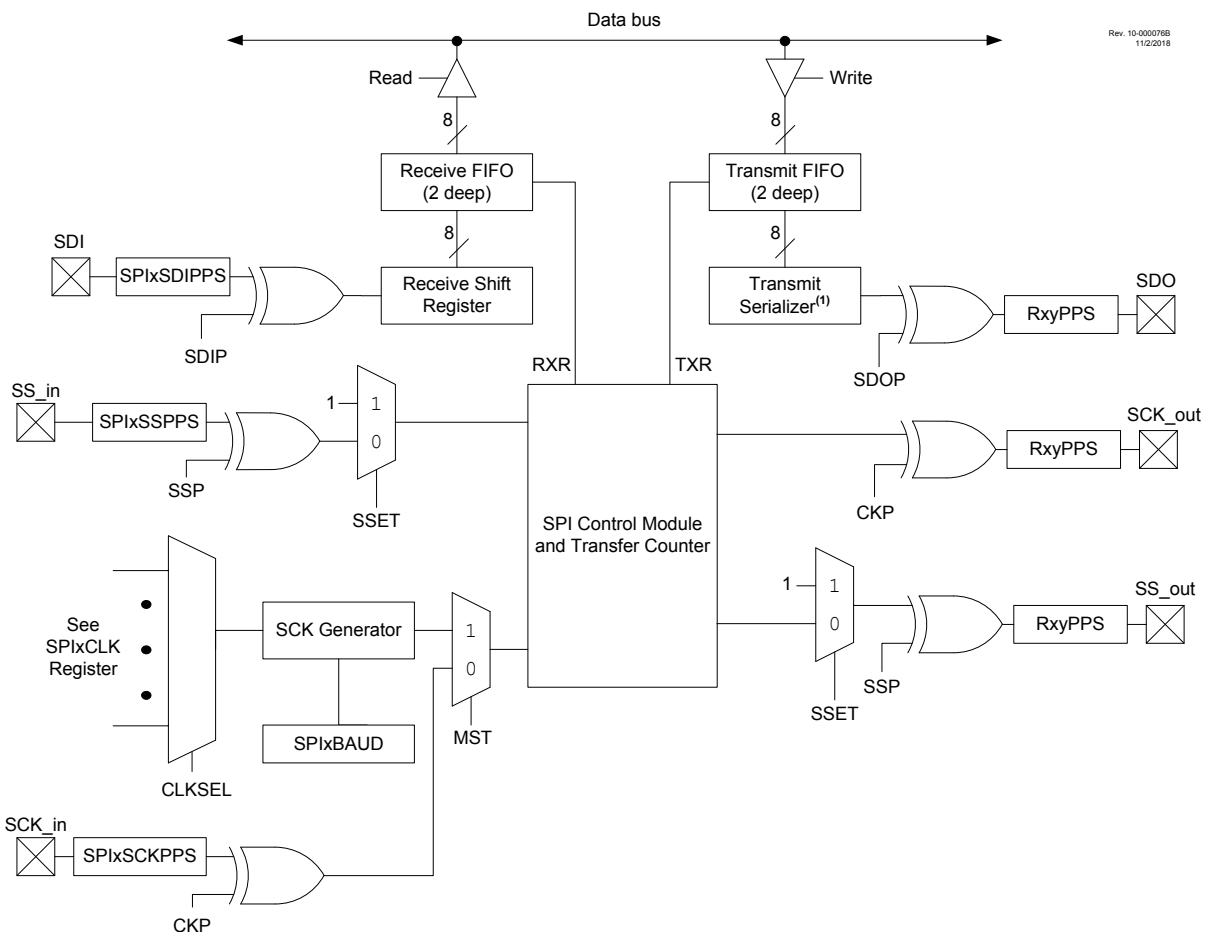 Data bus
Rev. 10-000076B
11/2/2018
Read
Write
8
8
Receive FIFO
(2 deep)
Transmit FIFO
(2 deep)
8
8
SDI
SPIxSDIPPS
Receive Shift
Register
Transmit
Serializer(1)
SDO
RxyPPS
SDIP
RXR
TXR
SDOP
SS_in
SPIxSSPPS
1
1
0
SSP
SSET
SCK_out
RxyPPS
CKP
SPI Control Module
and Transfer Counter
See
SPIxCLK
Register
SCK Generator
1
0
1
1
0
SS_out
RxyPPS
SSP
SSET
SPIxBAUD
MST
CLKSEL
SCK_in
SPIxSCKPPS
CKP